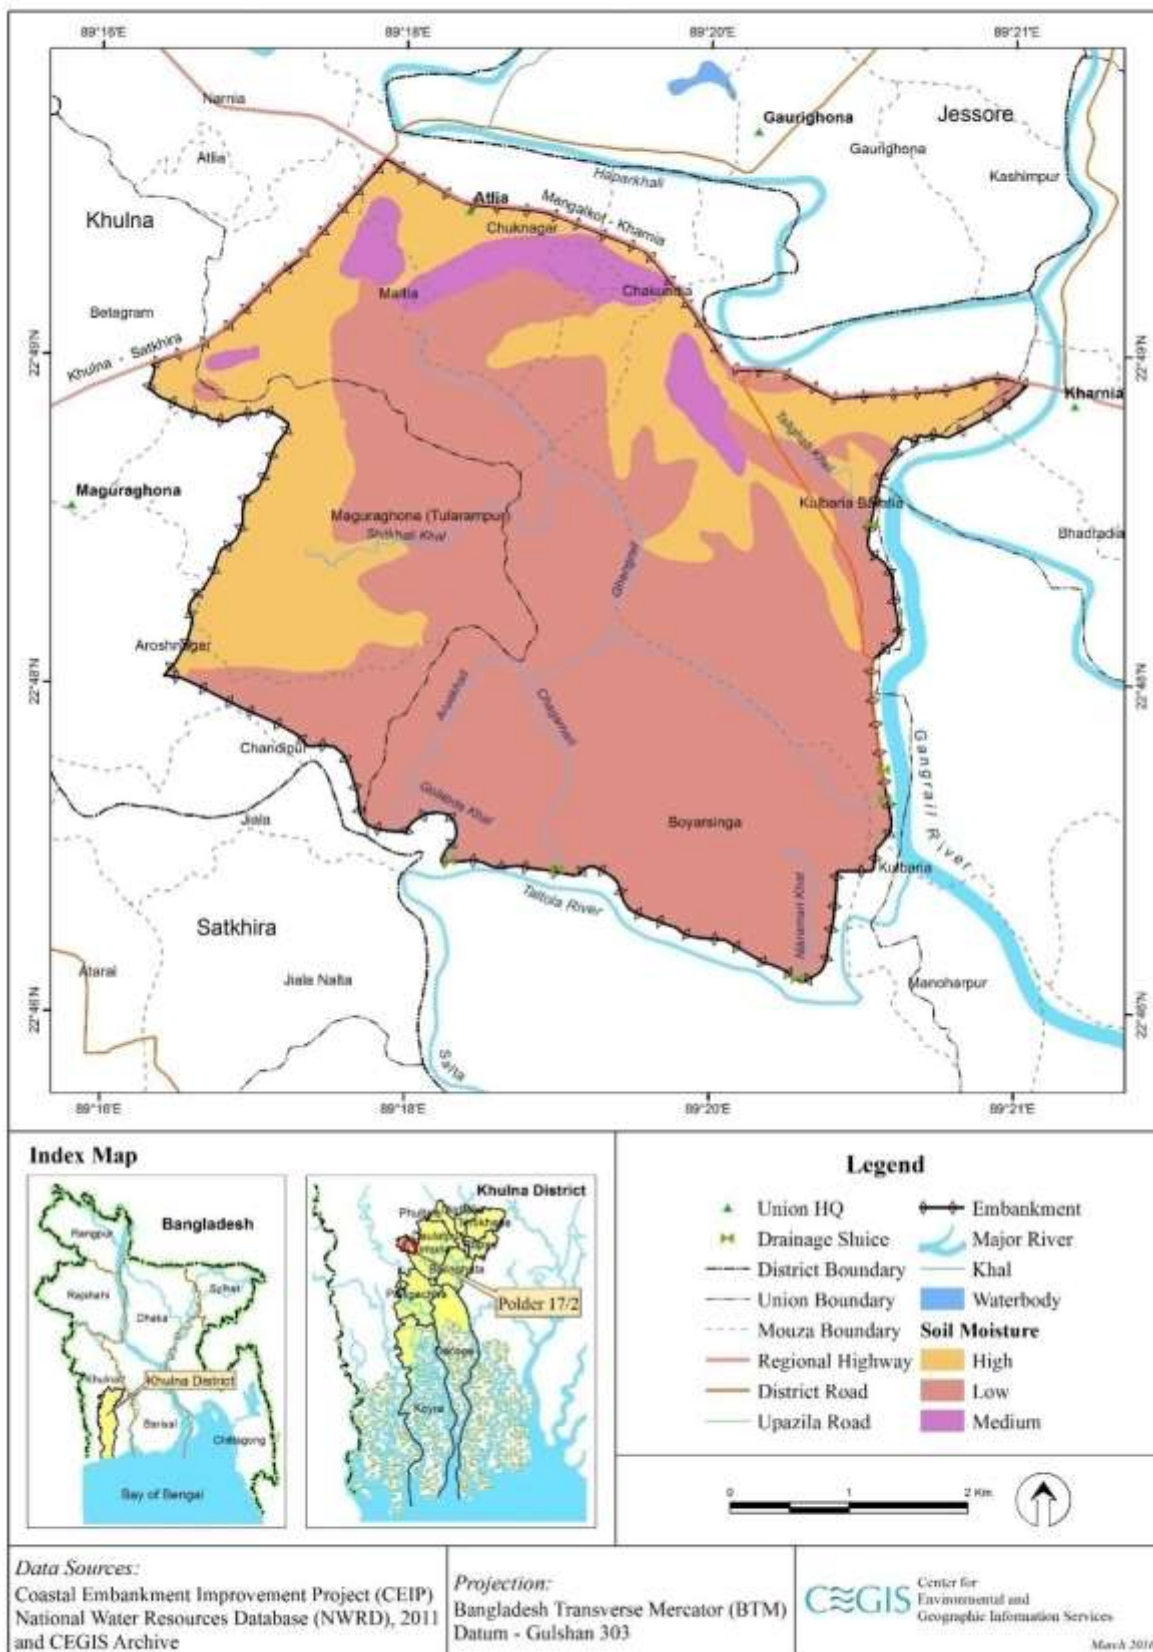 89°16'E 89°18'E 89°20'E 89°21'E
Narnia
Gaurighona
Jessore
Atlia
Gaurighona
Haparkhali
Kashimpur
Khulna
Atlia
Mangalkot - Kharnia
Chuknagar
Maltia
Chakundia
Betagram
22°49'N
22°49'N
Khulna - Satkhira
Kharnia
Maguraghona
Kulbaria
Maguraghona (Tularampur)
Bhadradia
Ghangrail
Aroshnagar
22°48'N
22°48'N
Chandipur
Gangrail River
Jiala
Boyarsinga
Kulbaria
Taltola River
Satkhira
Atarai
Jiala Nalta
Manoharpur
22°46'N
22°46'N
Salta
89°16'E 89°18'E 89°20'E 89°21'E
Index Map
Bangladesh
Rangpur
Rajshahi
Dhaka
Khulna District
Barisal
Chittagong
Bay of Bengal
Khulna District
Polder 17/2
Koyra
Legend
Union HQ
Drainage Sluice
District Boundary
Union Boundary
Mouza Boundary
Regional Highway
District Road
Upazila Road
Embankment
Major River
Khal
Waterbody
Soil Moisture
High
Low
Medium
0 1 2 Km
Data Sources:
Coastal Embankment Improvement Project (CEIP)
National Water Resources Database (NWRD), 2011
and CEGIS Archive
Projection:
Bangladesh Transverse Mercator (BTM)
Datum - Gulshan 303
CEGIS
Center for
Environmental and
Geographic Information Services